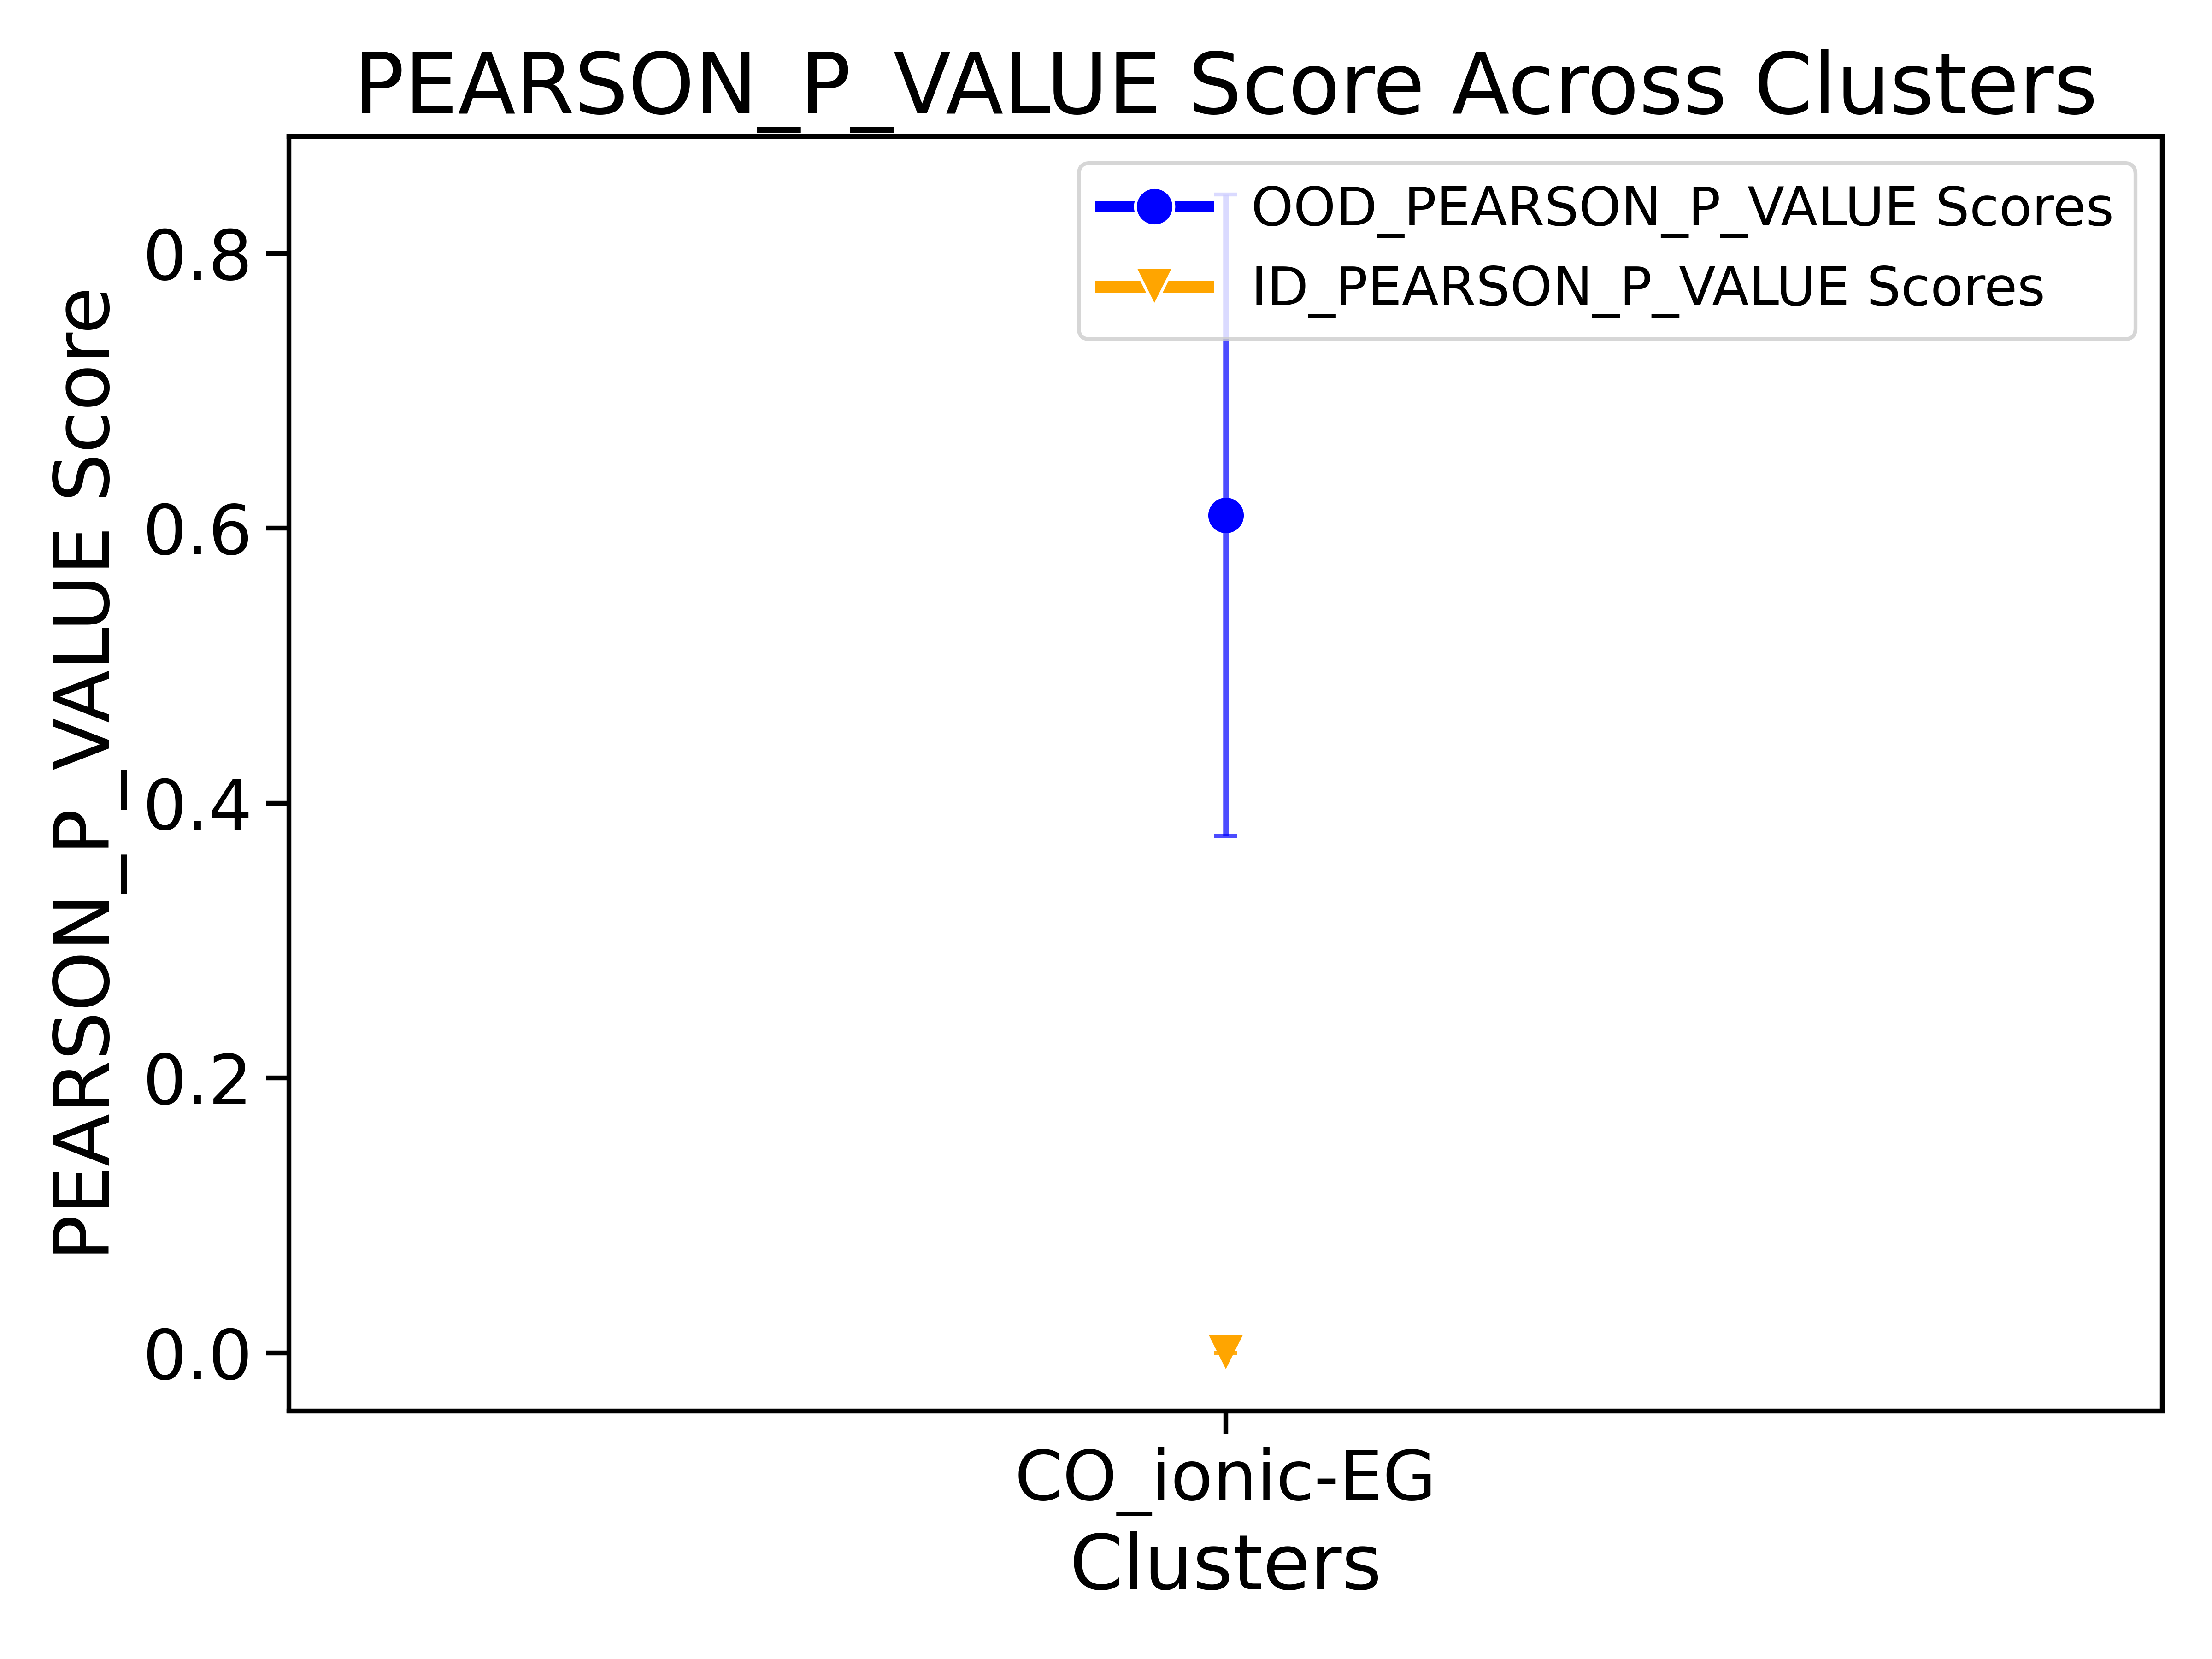 PEARSON_P_VALUE Score Across Clusters
OOD_PEARSON_P_VALUE Scores
ID_PEARSON_P_VALUE Scores
PEARSON_P_VALUE Score
0.8
0.6
0.4
0.2
0.0
CO_ionic-EG
Clusters